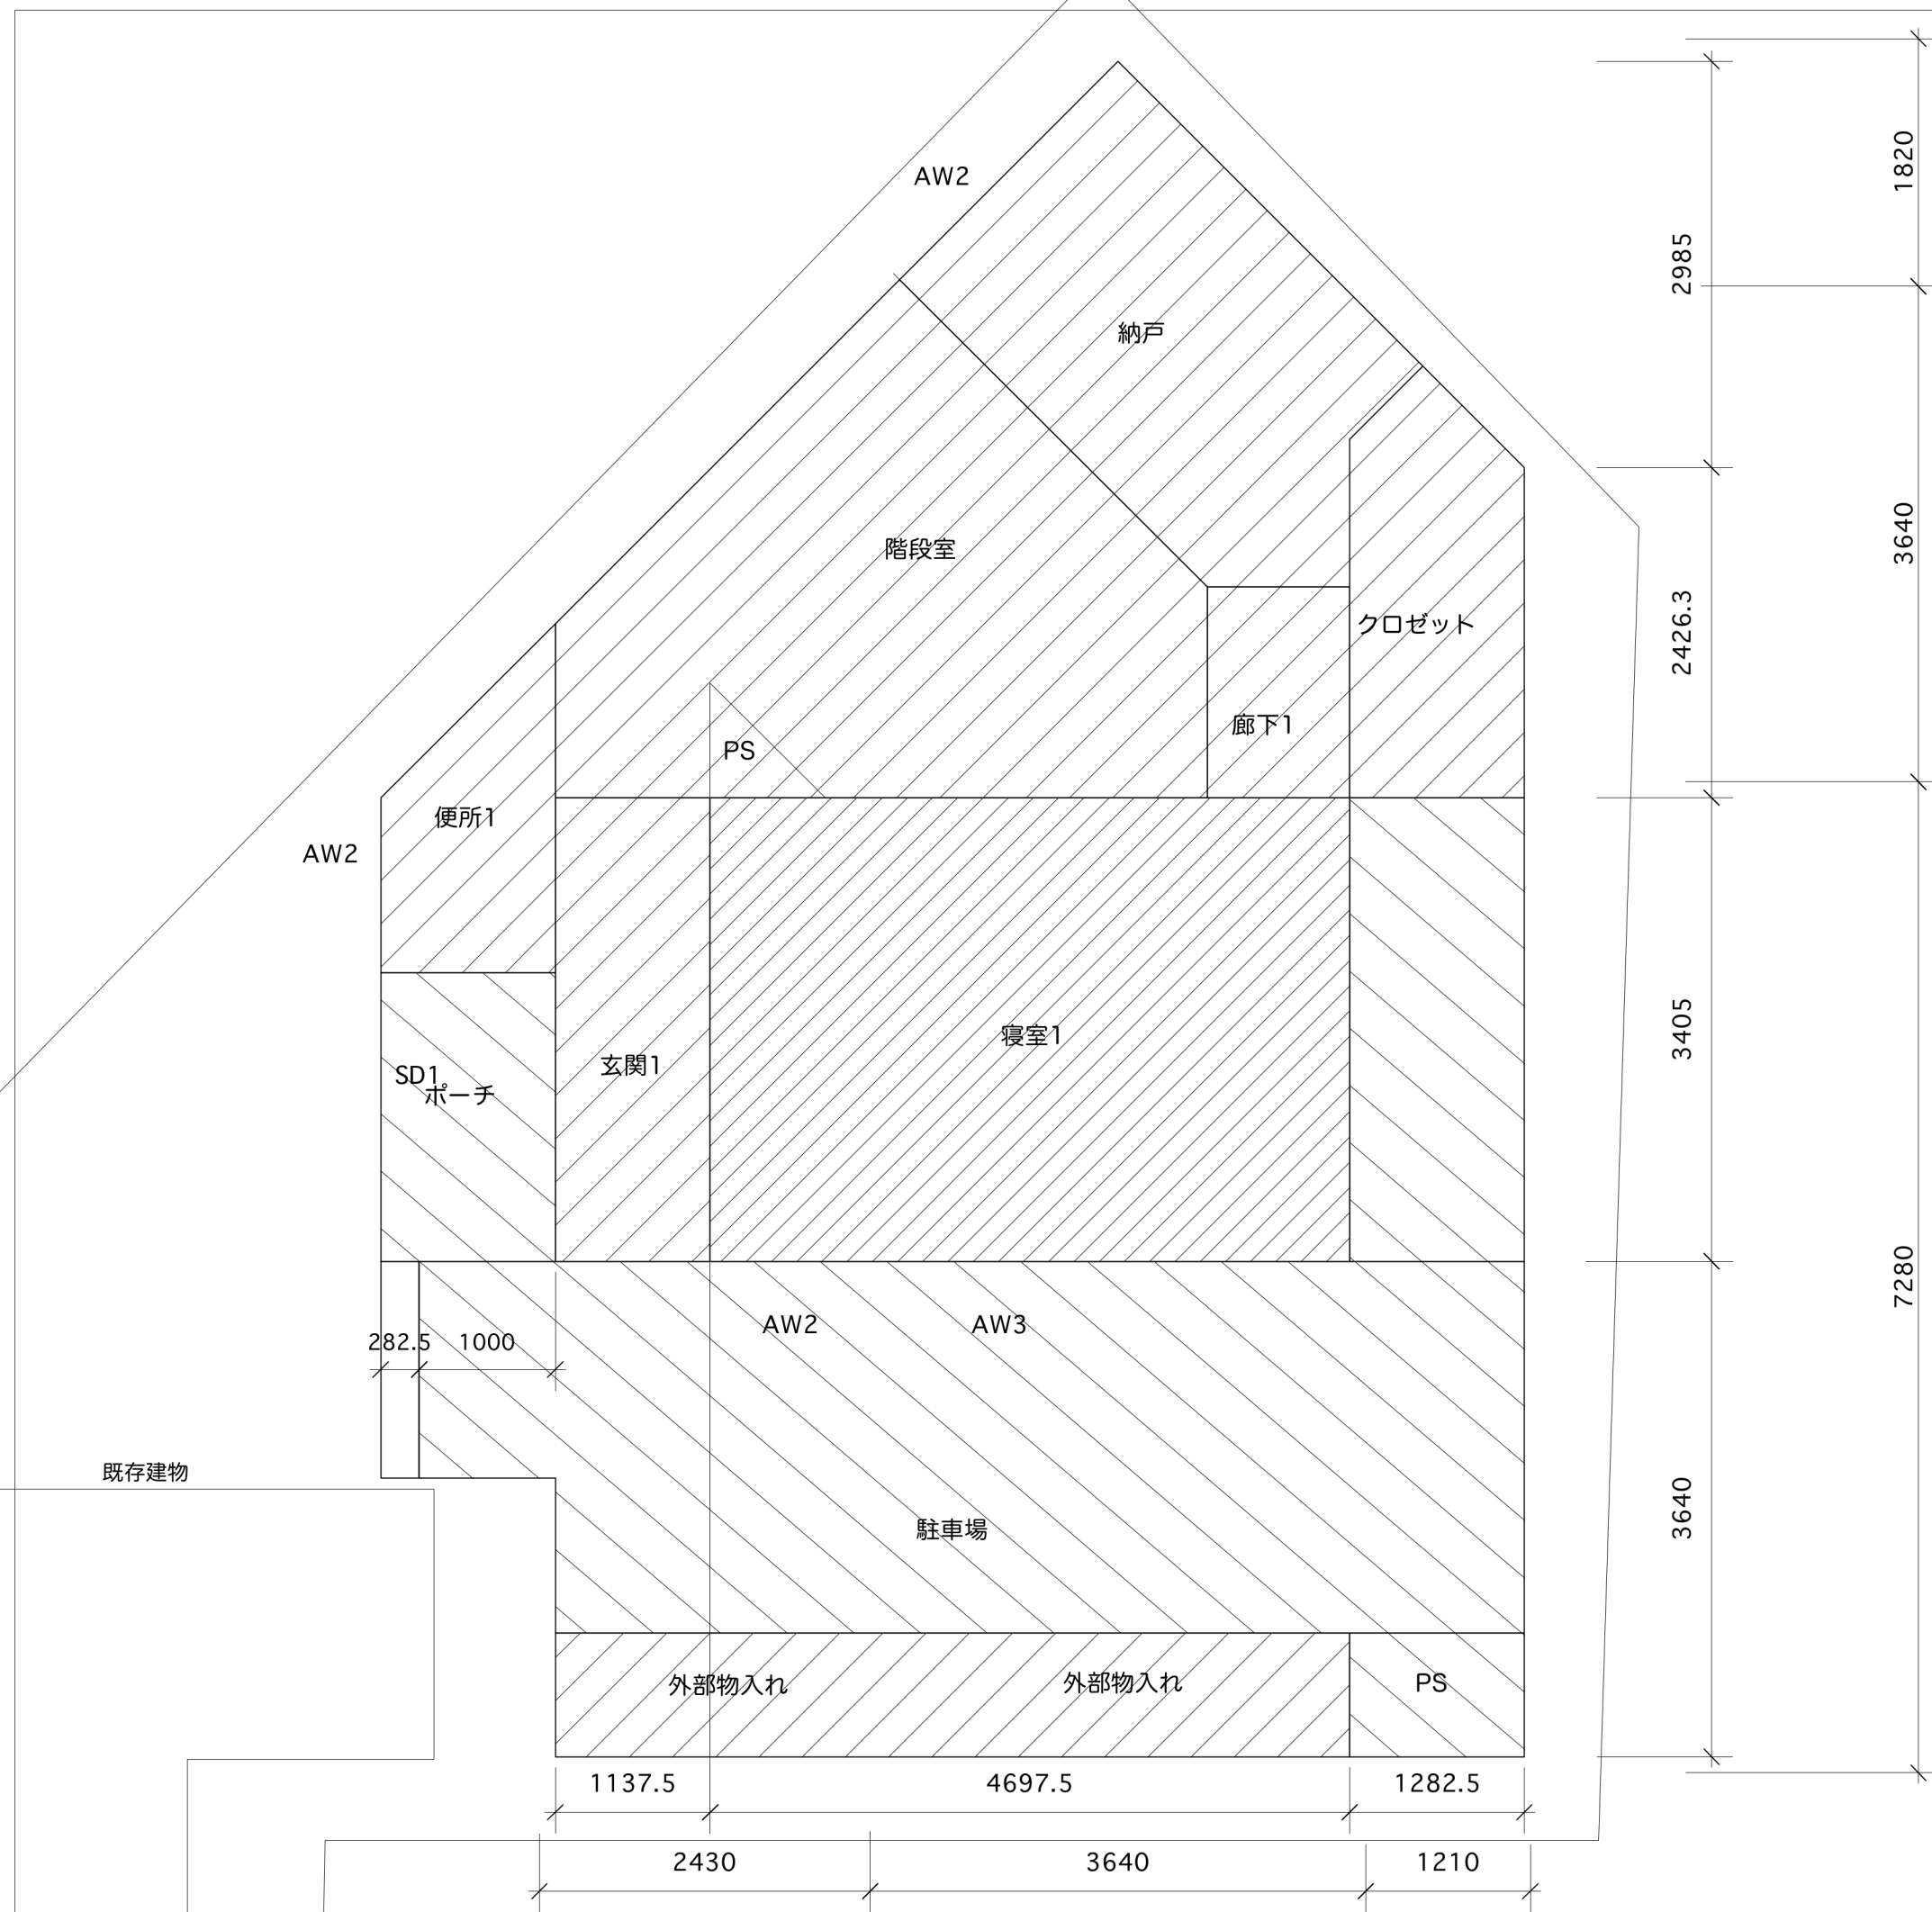 1820
AW2
2985
納戸
3640
階段室
クロゼット
2426.3
廊下1
PS
便所1
AW2
寝室1
3405
玄関1
SD1
ポーチ
7280
AW2
AW3
282.5
1000
既存建物
3640
駐車場
外部物入れ
外部物入れ
PS
1137.5
4697.5
1282.5
2430
3640
1210